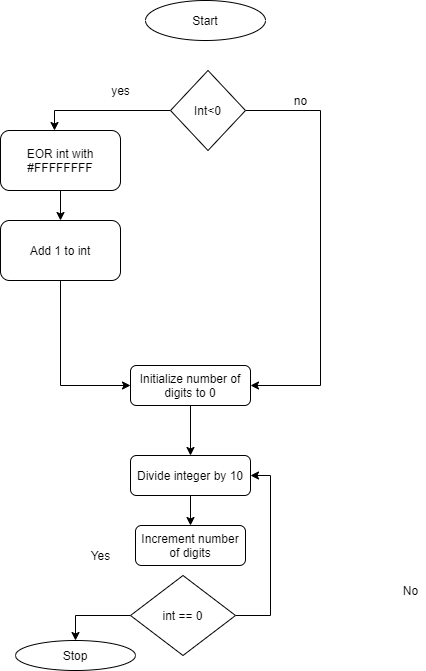 Start
yes
Int<0
no
EOR int with
#FFFFFFFF
Add 1 to int
Initialize number of
digits to 0
Divide integer by 10
Increment number
of digits
Yes
No
int == 0
Stop